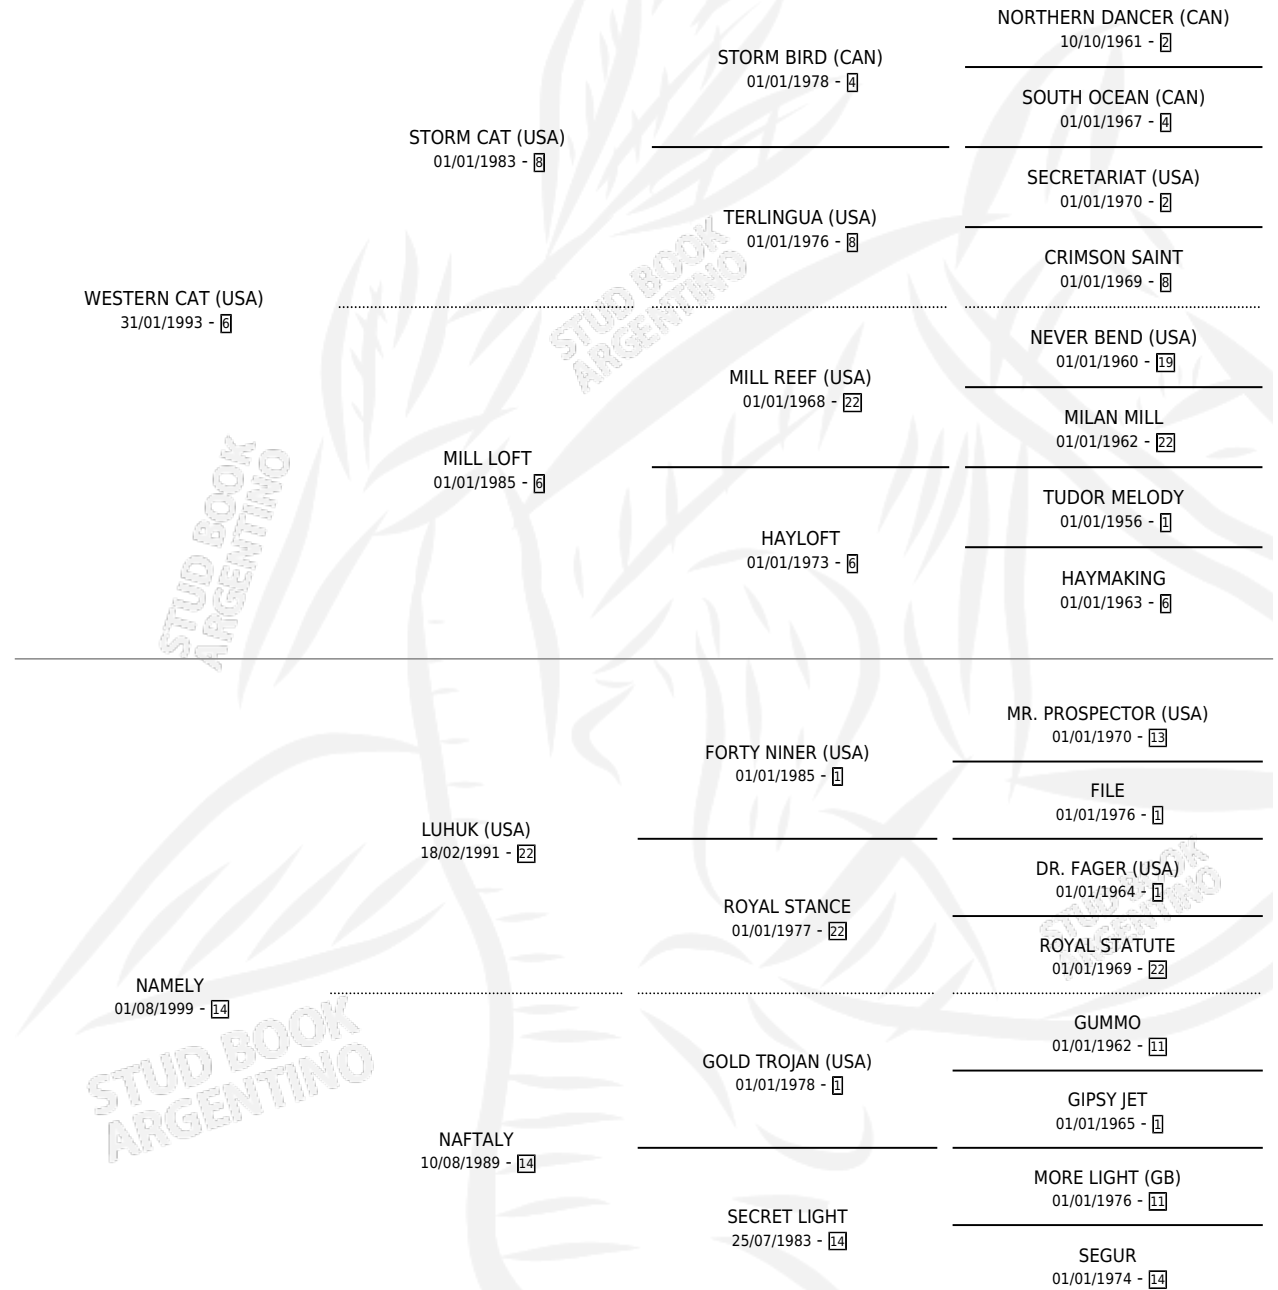 NORTHERN DANCER (CAN)
10/10/1961 - 2
STORM BIRD (CAN)
01/01/1978 - 4
SOUTH OCEAN (CAN)
01/01/1967 - 4
STORM CAT (USA)
01/01/1983 - 8
SECRETARIAT (USA)
01/01/1970 - 2
TERLINGUA (USA)
01/01/1976 - 8
CRIMSON SAINT
01/01/1969 - 8
WESTERN CAT (USA)
31/01/1993 - 6
STUD BOOK
ARGENTINO
NEVER BEND (USA)
01/01/1960 - 19
MILL REEF (USA)
01/01/1968 - 22
MILAN MILL
01/01/1962 - 22
MILL LOFT
01/01/1985 - 6
TUDOR MELODY
01/01/1956 - 1
HAYLOFT
01/01/1973 - 6
HAYMAKING
01/01/1963 - 6
STUD BOOK
ARGENTINO
MR. PROSPECTOR (USA)
01/01/1970 - 13
FORTY NINER (USA)
01/01/1985 - 1
FILE
01/01/1976 - 1
LUHUK (USA)
18/02/1991 - 22
DR. FAGER (USA)
01/01/1964 - 1
STUD BOOK
ARGENTINO
ROYAL STANCE
01/01/1977 - 22
ROYAL STATUTE
01/01/1969 - 22
NAMELY
01/08/1999 - 14
STUD BOOK
ARGENTINO
GUMMO
01/01/1962 - 11
GOLD TROJAN (USA)
01/01/1978 - 1
GIPSY JET
01/01/1965 - 1
NAFTALY
10/08/1989 - 14
MORE LIGHT (GB)
01/01/1976 - 11
SECRET LIGHT
25/07/1983 - 14
SEGUR
01/01/1974 - 14